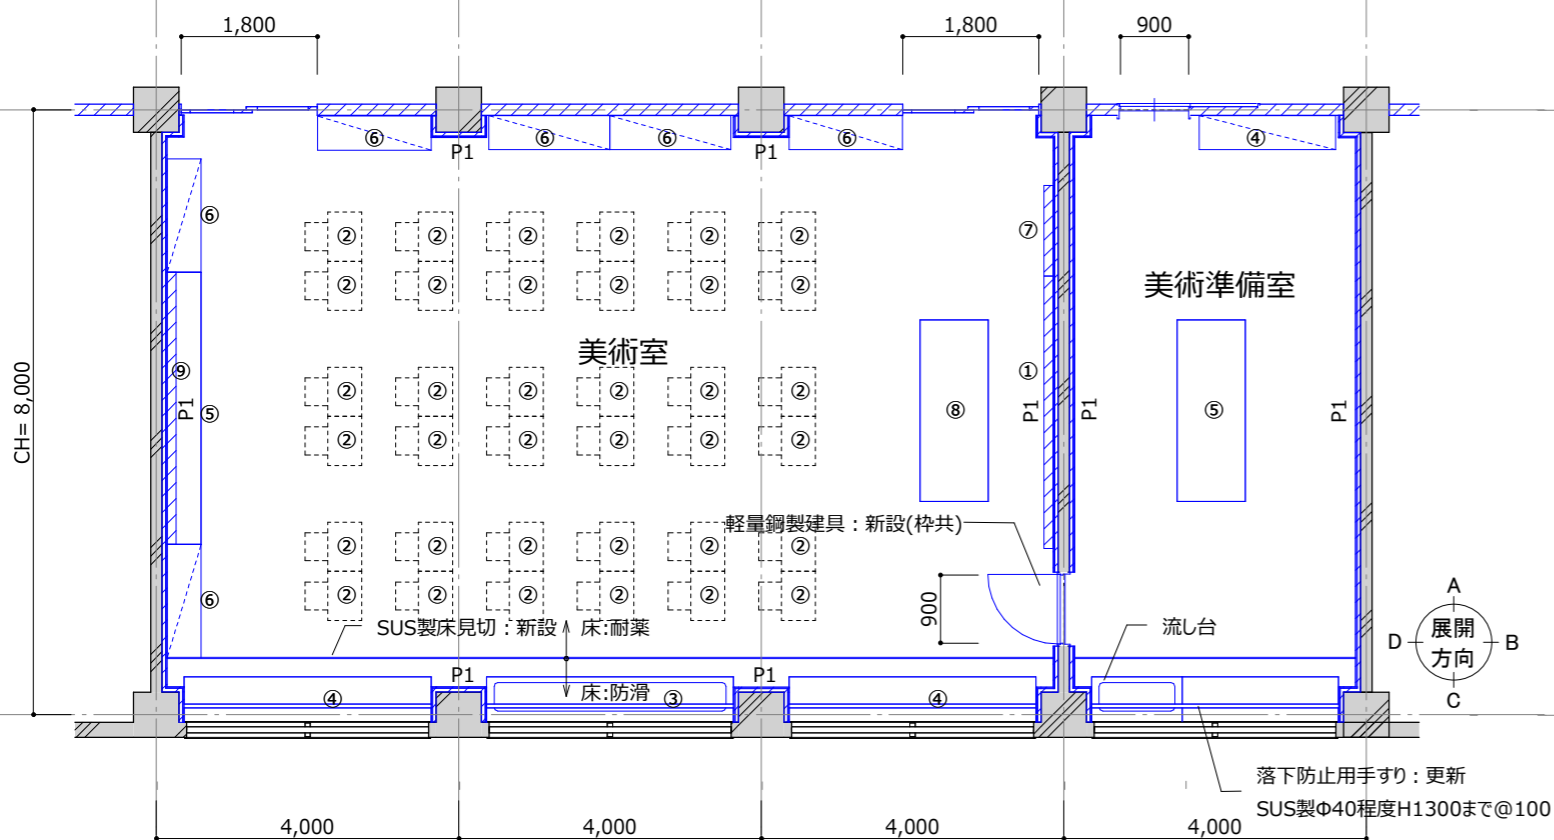 1,800
1,800
900
⑥
⑥
⑥
⑥
④
P1
P1
⑥
⑦
② ② ② ② ② ②
② ② ② ② ② ②
美術準備室
美術室
CH= 8,000
⑨
P1
⑤
② ② ② ② ② ②
② ② ② ② ② ②
⑧
①
P1
P1
⑤
P1
軽量鋼製建具：新設(枠共)
② ② ② ② ② ②
② ② ② ② ② ②
⑥
900
SUS製床見切：新設
床:耐薬
流し台
A
D
展開
方向
B
C
P1
P1
④
床:防滑
③
④
落下防止用手すり：更新
SUS製Φ40程度H1300まで@100
4,000
4,000
4,000
4,000